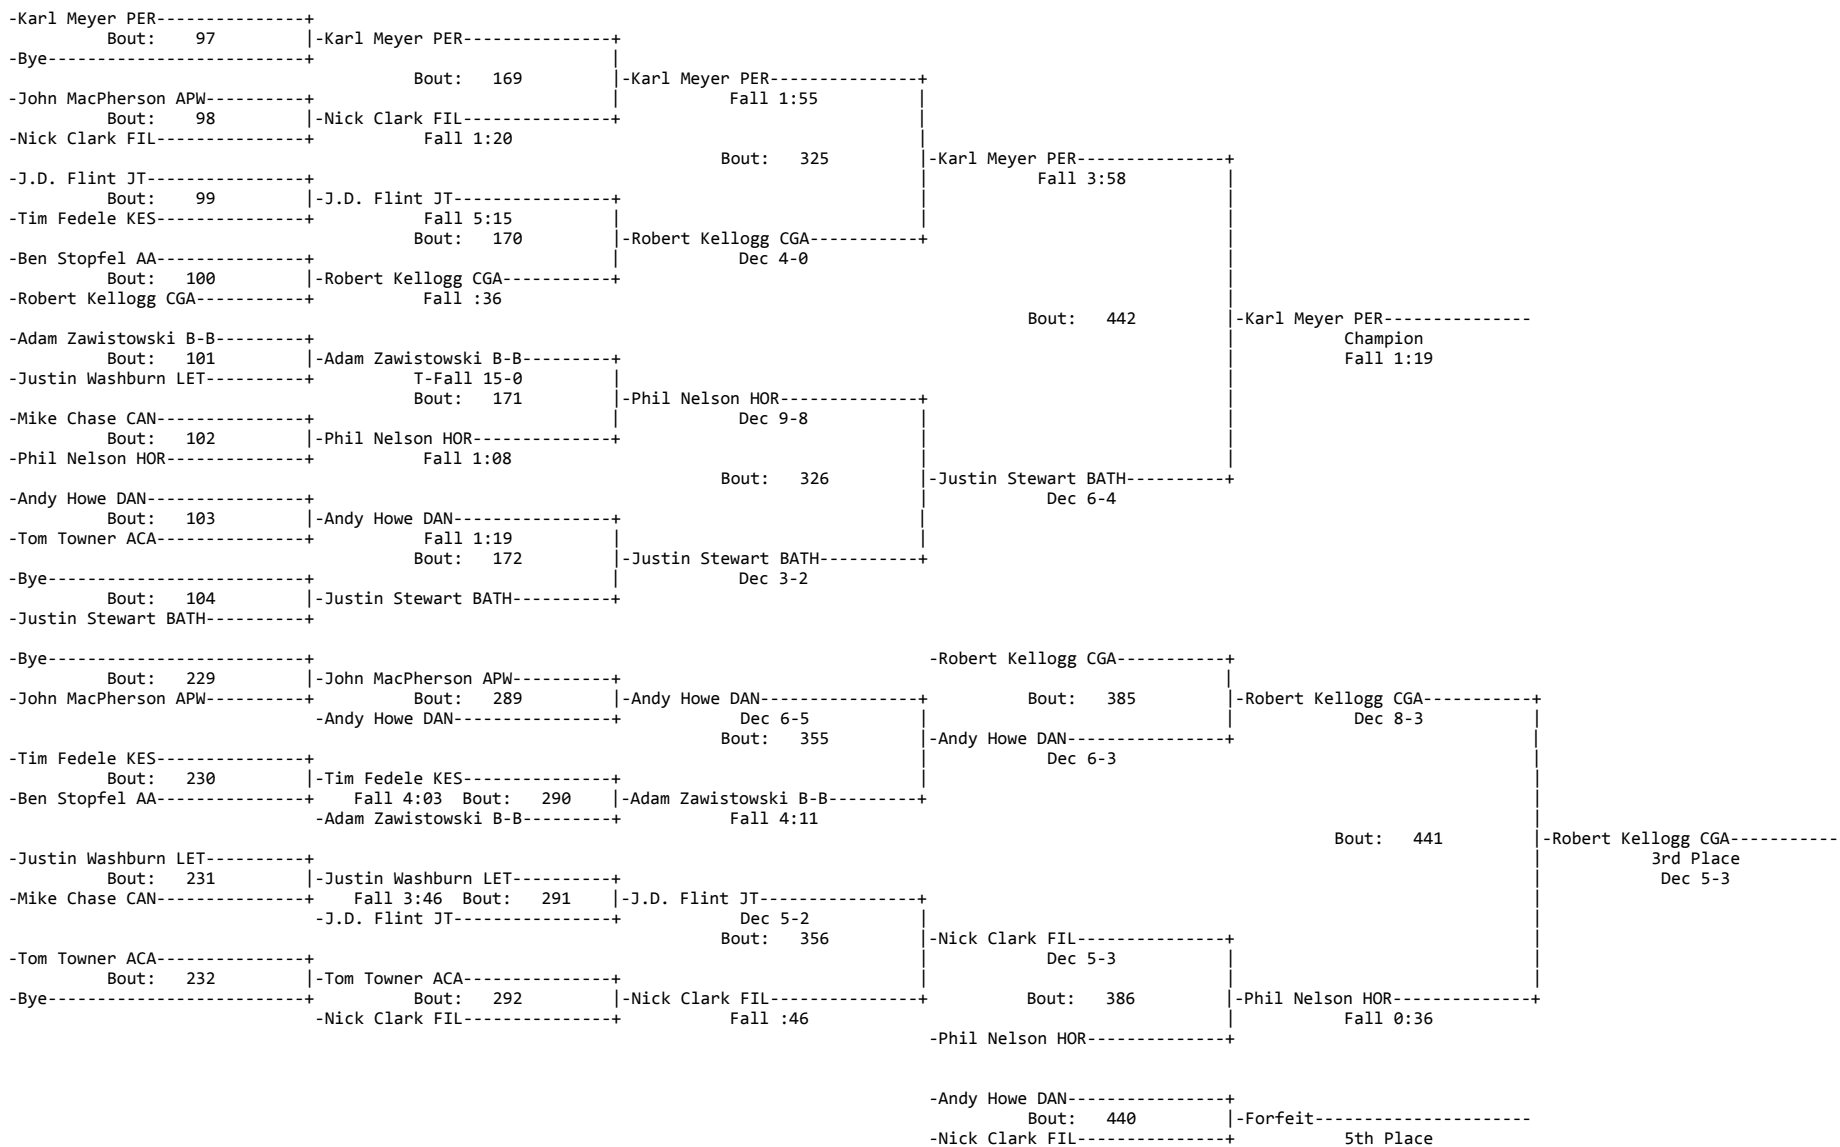 -Karl Meyer PER---------------+
          Bout:    97         |-Karl Meyer PER---------------+
-Bye--------------------------+                              |
                                         Bout:   169         |-Karl Meyer PER---------------+
-John MacPherson APW----------+                              |           Fall 1:55          |
          Bout:    98         |-Nick Clark FIL---------------+                              |
-Nick Clark FIL---------------+           Fall 1:20                                         |
                                                                        Bout:   325         |-Karl Meyer PER---------------+
-J.D. Flint JT----------------+                                                             |           Fall 3:58          |
          Bout:    99         |-J.D. Flint JT----------------+                              |                              |
-Tim Fedele KES---------------+           Fall 5:15          |                              |                              |
                                         Bout:   170         |-Robert Kellogg CGA-----------+                              |
-Ben Stopfel AA---------------+                              |            Dec 4-0                                          |
          Bout:   100         |-Robert Kellogg CGA-----------+                                                             |
-Robert Kellogg CGA-----------+           Fall :36                                                                         |
                                                                                                       Bout:   442         |-Karl Meyer PER---------------
-Adam Zawistowski B-B---------+                                                                                            |           Champion
          Bout:   101         |-Adam Zawistowski B-B---------+                                                             |           Fall 1:19
-Justin Washburn LET----------+          T-Fall 15-0         |                                                             |
                                         Bout:   171         |-Phil Nelson HOR--------------+                              |
-Mike Chase CAN---------------+                              |            Dec 9-8           |                              |
          Bout:   102         |-Phil Nelson HOR--------------+                              |                              |
-Phil Nelson HOR--------------+           Fall 1:08                                         |                              |
                                                                        Bout:   326         |-Justin Stewart BATH----------+
-Andy Howe DAN----------------+                                                             |            Dec 6-4
          Bout:   103         |-Andy Howe DAN----------------+                              |
-Tom Towner ACA---------------+           Fall 1:19          |                              |
                                         Bout:   172         |-Justin Stewart BATH----------+
-Bye--------------------------+                              |            Dec 3-2
          Bout:   104         |-Justin Stewart BATH----------+
-Justin Stewart BATH----------+
-Bye--------------------------+                                                              -Robert Kellogg CGA-----------+
          Bout:   229         |-John MacPherson APW----------+                                                             |
-John MacPherson APW----------+          Bout:   289         |-Andy Howe DAN----------------+          Bout:   385         |-Robert Kellogg CGA-----------+
                               -Andy Howe DAN----------------+            Dec 6-5           |                              |            Dec 8-3           |
                                                                        Bout:   355         |-Andy Howe DAN----------------+                              |
-Tim Fedele KES---------------+                                                             |            Dec 6-3                                          |
          Bout:   230         |-Tim Fedele KES---------------+                              |                                                             |
-Ben Stopfel AA---------------+    Fall 4:03  Bout:   290    |-Adam Zawistowski B-B---------+                                                             |
                               -Adam Zawistowski B-B---------+           Fall 4:11                                                                        |
                                                                                                                                      Bout:   441         |-Robert Kellogg CGA-----------
-Justin Washburn LET----------+                                                                                                                           |           3rd Place
          Bout:   231         |-Justin Washburn LET----------+                                                                                            |            Dec 5-3
-Mike Chase CAN---------------+    Fall 3:46  Bout:   291    |-J.D. Flint JT----------------+                                                             |
                               -J.D. Flint JT----------------+            Dec 5-2           |                                                             |
                                                                        Bout:   356         |-Nick Clark FIL---------------+                              |
-Tom Towner ACA---------------+                                                             |            Dec 5-3           |                              |
          Bout:   232         |-Tom Towner ACA---------------+                              |                              |                              |
-Bye--------------------------+          Bout:   292         |-Nick Clark FIL---------------+          Bout:   386         |-Phil Nelson HOR--------------+
                               -Nick Clark FIL---------------+           Fall :46                                          |           Fall 0:36
                                                                                             -Phil Nelson HOR--------------+
                                                                                             -Andy Howe DAN----------------+
                                                                                                       Bout:   440         |-Forfeit----------------------
                                                                                             -Nick Clark FIL---------------+           5th Place